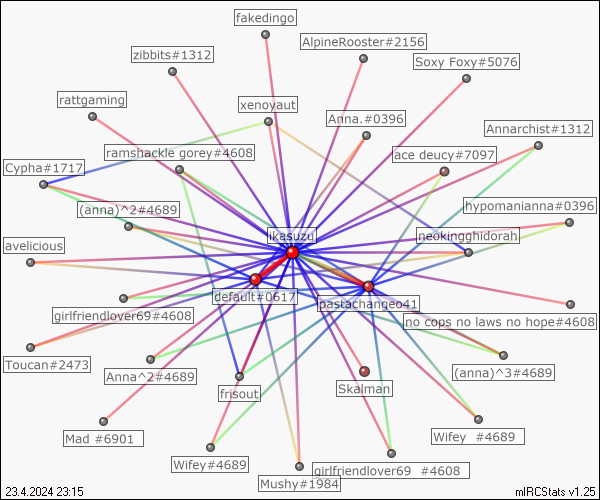 fakedingo
AlpineRooster#2156
zibbits#1312
Soxy Foxy#5076
rattgaming
xenoyaut
Anna.#0396
Annarchist#1312
ramshackle gorey#4608
ace deucy#7097
Cypha#1717
(anna)^2#4689
hypomanianna#0396
ikasuzu
neokingghidorah
avelicious
default#0617
pastachangeo41
girlfriendlover69#4608
no cops no laws no hope#4608
Toucan#2473
Anna^2#4689
(anna)^3#4689
frisout
Skalman
Mad #6901
Wifey #4689
Wifey#4689
girlfriendlover69 #4608
Mushy#1984
23.4.2024 23:15
mIRCStats v1.25